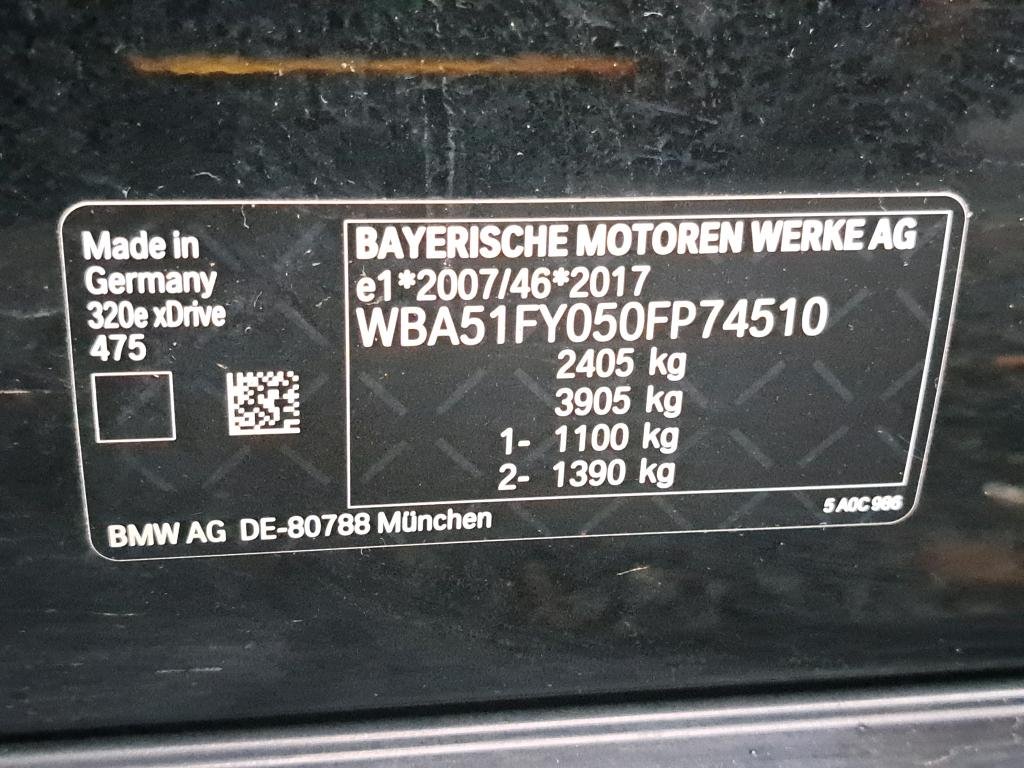 Made in
Germany
320e xDrive
475
BAYERISCHE MOTOREN WERKE AG
e1*2007/46*2017
WBA51FY050FP74510
2405 kg
3905 kg
1- 1100 kg
2- 1390 kg
5 A0C 986
BMW AG DE-80788 München